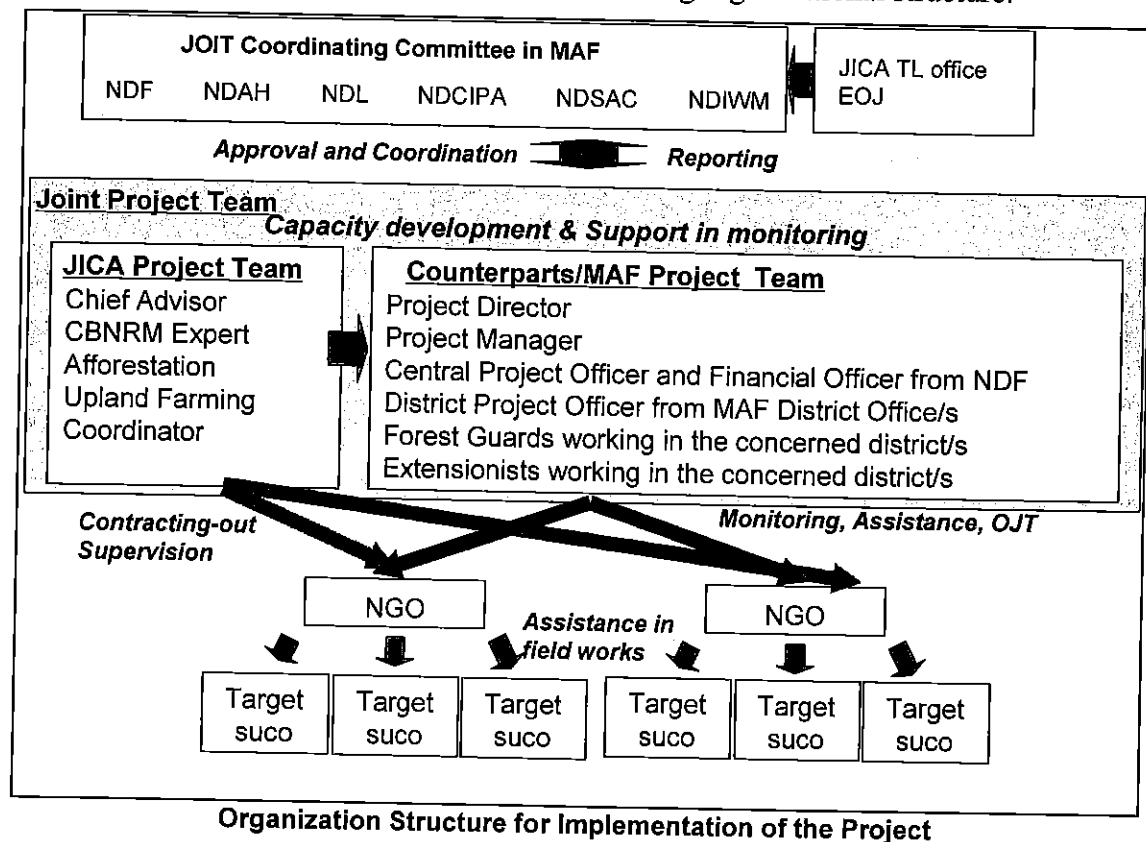 JOIT Coordinating Committee in MAF
NDF NDAH NDL NDCIPA NDSAC NDIWM
JICA TL office
EOJ
Approval and Coordination
Reporting
Joint Project Team
Capacity development & Support in monitoring
JICA Project Team
Chief Advisor
CBNRM Expert
Afforestation
Upland Farming
Coordinator
Counterparts/MAF Project Team
Project Director
Project Manager
Central Project Officer and Financial Officer from NDF
District Project Officer from MAF District Office/s
Forest Guards working in the concerned district/s
Extensionists working in the concerned district/s
Contracting-out
Supervision
Monitoring, Assistance, OJT
NGO
NGO
Assistance in
field works
Target
suco
Target
suco
Target
suco
Target
suco
Target
suco
Target
suco
Organization Structure for Implementation of the Project